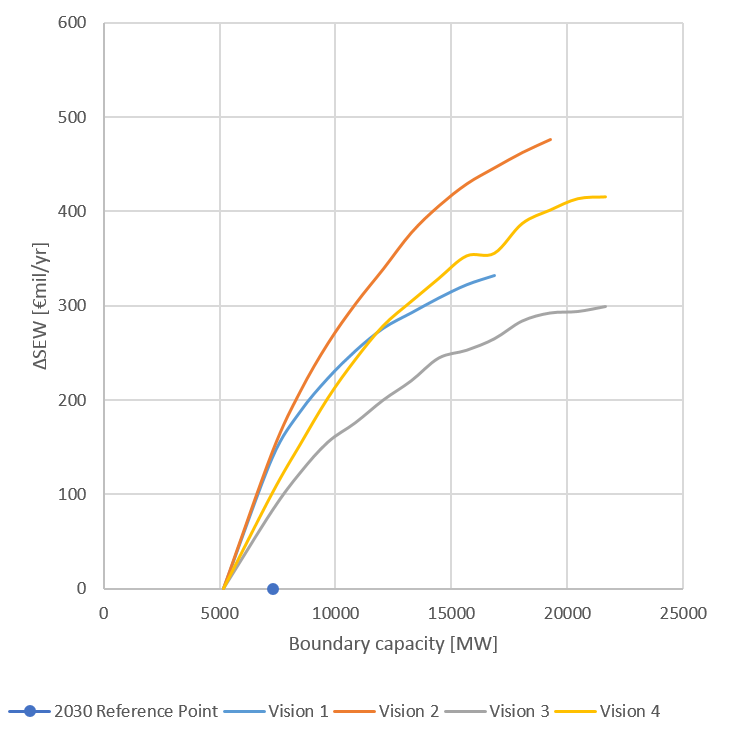 600
500
400
300
200
100
0
ΔSEW [€mil/yr]
0 5000 10000 15000 20000 25000
Boundary capacity [MW]
2030 Reference Point Vision 1 Vision 2 Vision 3 Vision 4